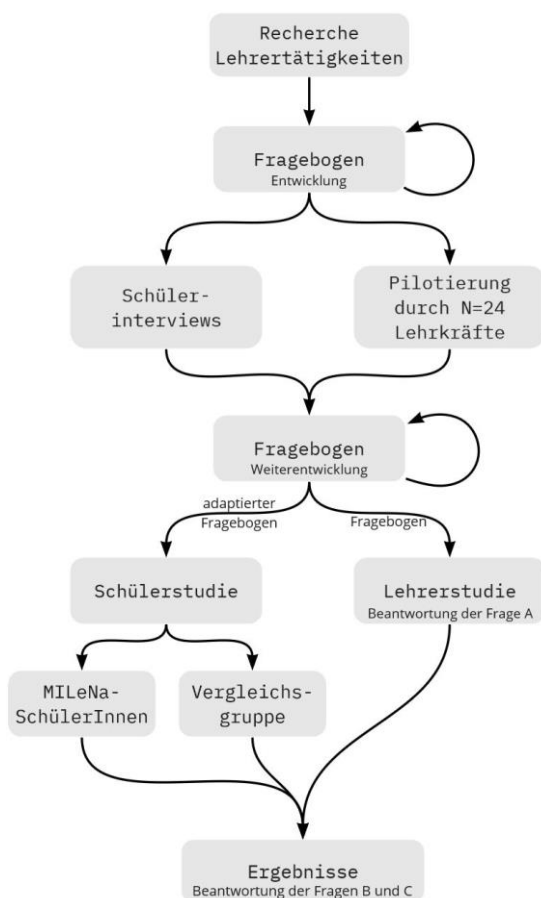 Recherche
Lehrertätigkeiten
Fragebogen
Entwicklung
Schüler-
interviews
Pilotierung
durch N=24
Lehrkräfte
Fragebogen
Weiterentwicklung
adaptierter
Fragebogen
Fragebogen
Schülerstudie
Lehrerstudie
Beantwortung der Frage A
MILeNa-
SchülerInnen
Vergleichs-
gruppe
Ergebnisse
Beantwortung der Fragen B und C